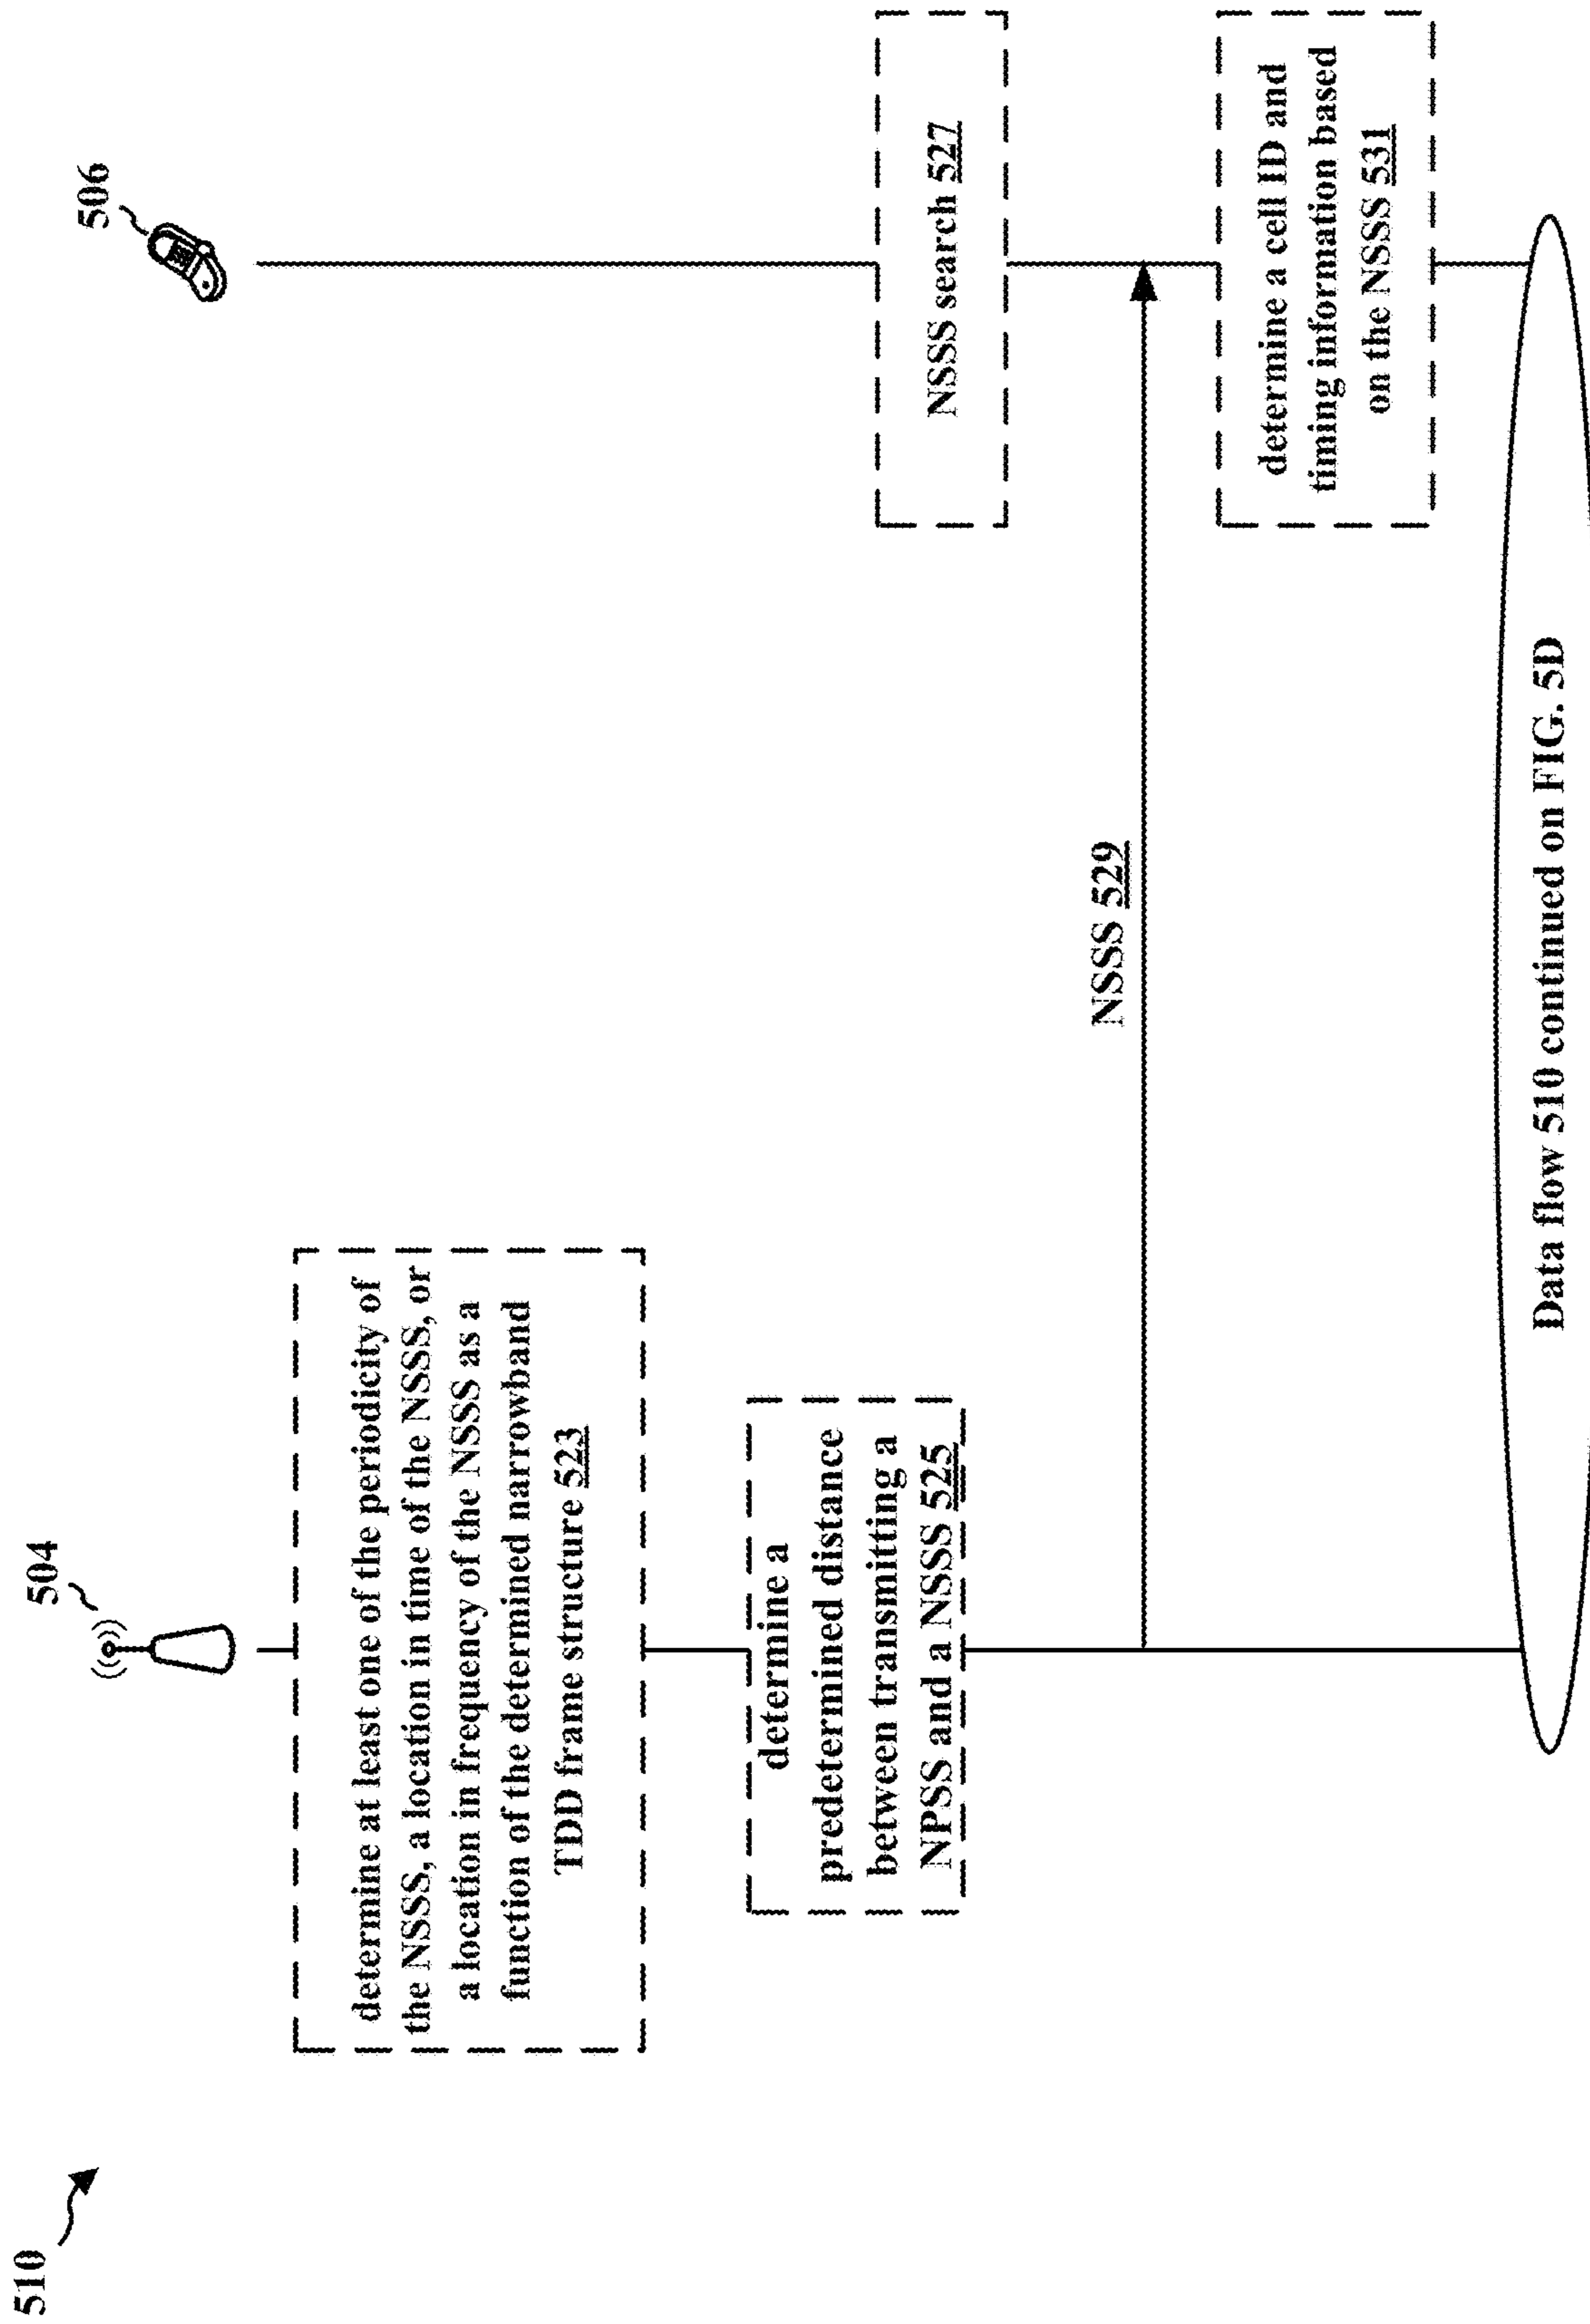 510
504
506
determine at least one of the periodicity of
the NSSS, a location in time of the NSSS, or
a location in frequency of the NSSS as a
function of the determined narrowband
TDD frame structure 523
determine a
predetermined distance
between transmitting a
NPSS and a NSSS 525
NSSS search 527
NSSS 529
determine a cell ID and
timing information based
on the NSSS 531
Data flow 510 continued on FIG. 5D